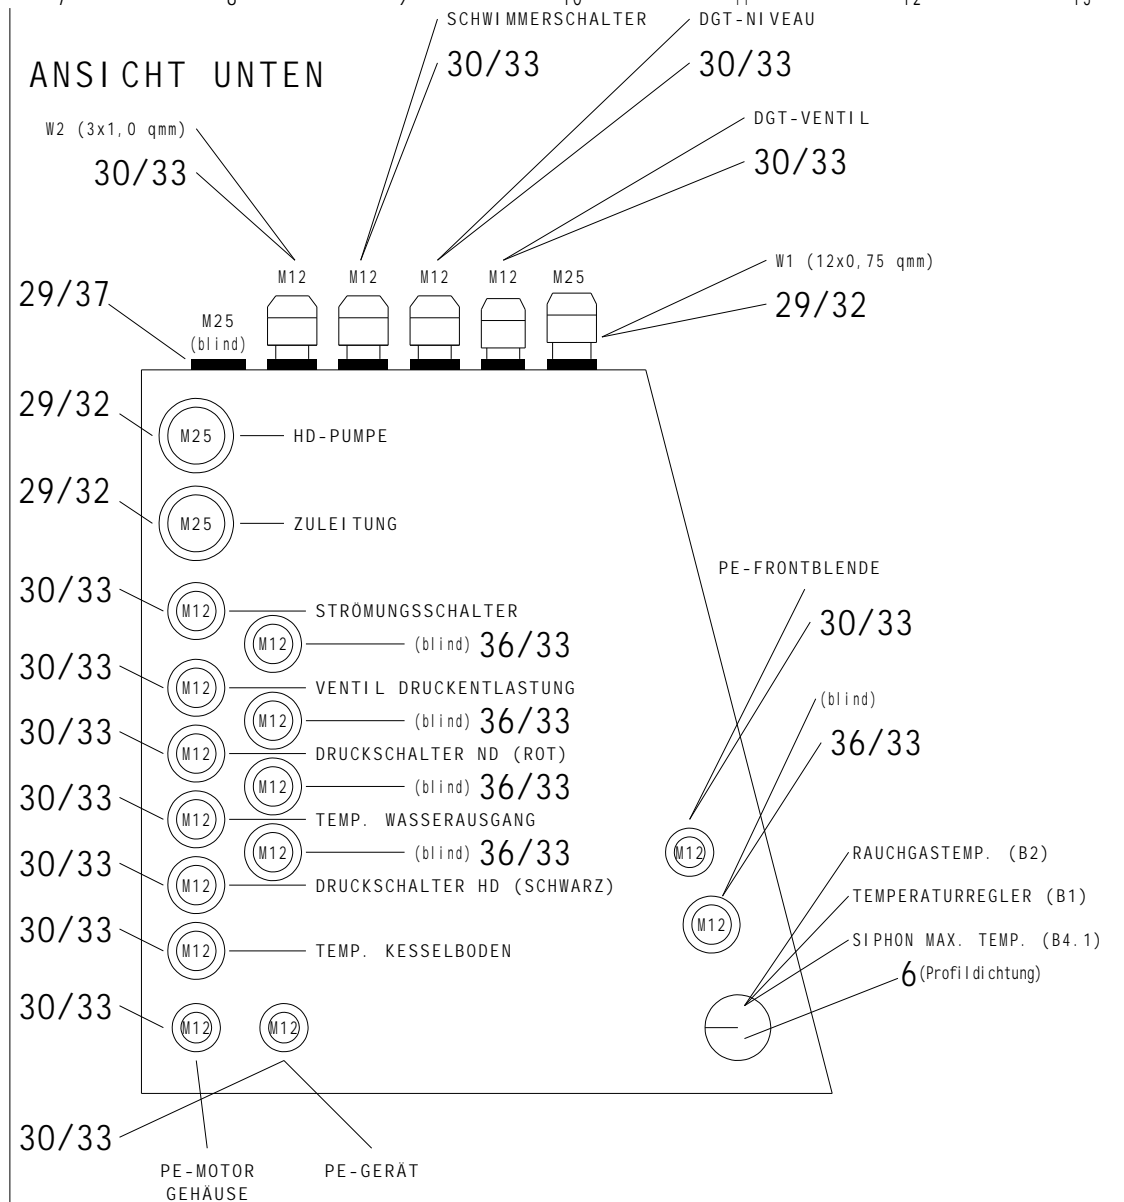 7 8 9 10 11 12 13
SCHWIMMERSCHALTER
30/33
DGT-NIVEAU
30/33
ANSICHT UNTEN
W2 (3x1,0 qmm)
30/33
DGT-VENTIL
30/33
M12
M12
M12
M12
M25
W1 (12x0,75 qmm)
29/32
29/37
M25
(blind)
29/32
M25
HD-PUMPE
29/32
M25
ZULEITUNG
30/33
M12
STRÖMUNGSSCHALTER
M12
(blind) 36/33
30/33
M12
VENTIL DRUCKENTLASTUNG
M12
(blind) 36/33
30/33
M12
DRUCKSCHALTER ND (ROT)
M12
(blind) 36/33
30/33
M12
TEMP. WASSERAUSGANG
M12
(blind) 36/33
30/33
M12
DRUCKSCHALTER HD (SCHWARZ)
30/33
M12
TEMP. KESSELBODEN
30/33
M12
M12
30/33
PE-MOTOR
GEHÄUSE
PE-GERÄT
PE-FRONTBLENDE
30/33
(blind)
36/33
M12
M12
RAUCHGASTEMP. (B2)
TEMPERATURREGLER (B1)
SIPHON MAX. TEMP. (B4.1)
6 (Profildichtung)